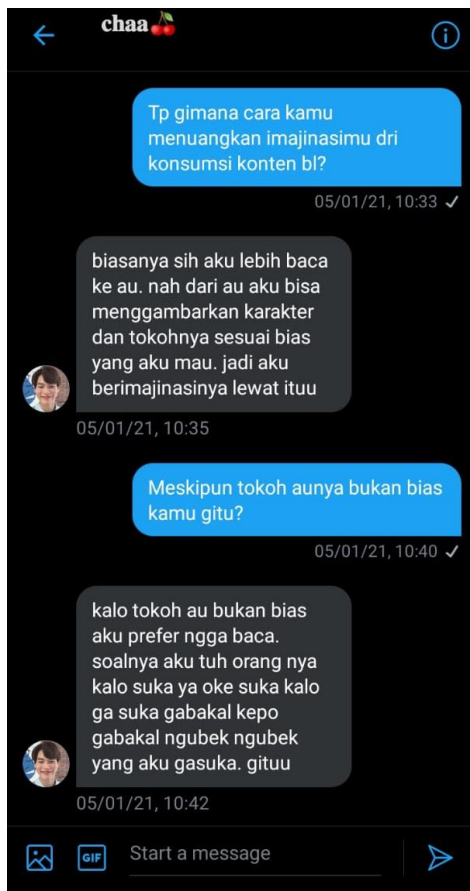 chaa🍒
Tp gimana cara kamu
menuangkan imajinasimu dri
konsumsi konten bl?
05/01/21, 10:33 ✓
biasanya sih aku lebih baca
ke au. nah dari au aku bisa
menggambarkan karakter
dan tokohnya sesuai bias
yang aku mau. jadi aku
berimajinasinya lewat ituu
05/01/21, 10:35
Meskipun tokoh aunya bukan bias
kamu gitu?
05/01/21, 10:40 ✓
kalo tokoh au bukan bias
aku prefer ngga baca.
soalnya aku tuh orang nya
kalo suka ya oke suka kalo
ga suka gabakal kepo
gabakal ngubek ngubek
yang aku gasuka. gituu
05/01/21, 10:42
GIF
Start a message